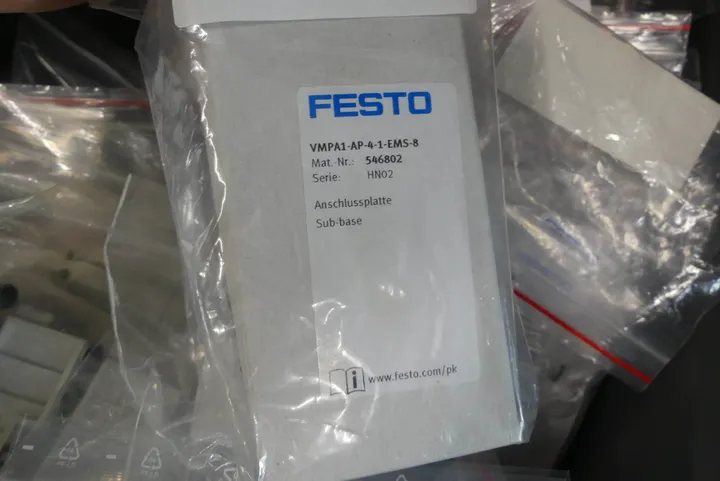 FESTO
VMPA1-AP-4-1-EMS-8
Mat.-Nr.: 546802
Serie: HN02
Anschlussplatte
Sub-base
www.festo.com/pk